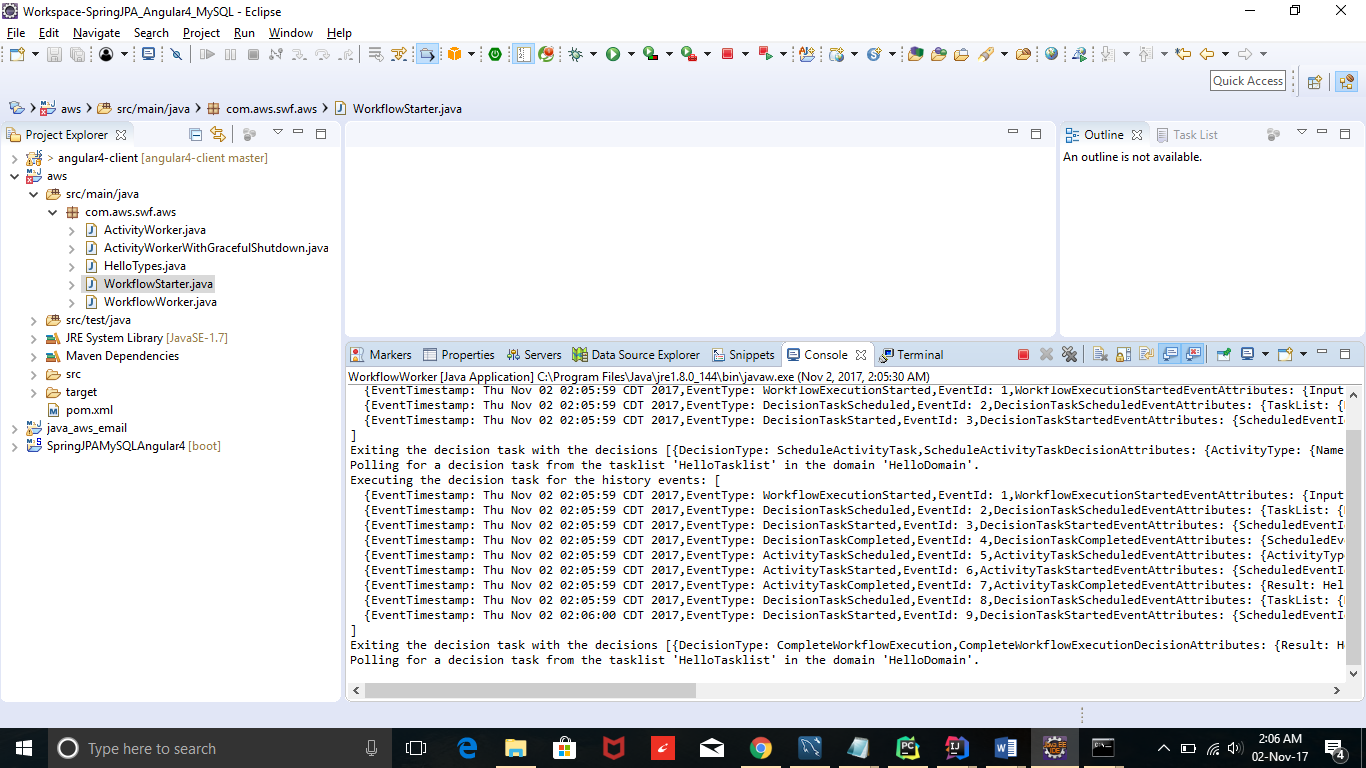 Workspace-SpringJPA_Angular4_MySQL - Eclipse
File Edit Navigate Search Project Run Window Help
Quick Access
aws src/main/java com.aws.swf.aws WorkflowStarter.java
Project Explorer
> angular4-client [angular4-client master]
aws
src/main/java
com.aws.swf.aws
ActivityWorker.java
ActivityWorkerWithGracefulShutdown.java
HelloTypes.java
WorkflowStarter.java
WorkflowWorker.java
src/test/java
JRE System Library [JavaSE-1.7]
Maven Dependencies
src
target
pom.xml
java_aws_email
SpringJPAMySQLAngular4 [boot]
Outline Task List
An outline is not available.
Markers Properties Servers Data Source Explorer Snippets Console Terminal
WorkflowWorker [Java Application] C:\Program Files\Java\jre1.8.0_144\bin\javaw.exe (Nov 2, 2017, 2:05:30 AM)
{EventTimestamp: Thu Nov 02 02:05:59 CDT 2017,EventType: WorkflowExecutionStarted,EventId: 1,WorkflowExecutionStartedEventAttributes: {Input
{EventTimestamp: Thu Nov 02 02:05:59 CDT 2017,EventType: DecisionTaskScheduled,EventId: 2,DecisionTaskScheduledEventAttributes: {TaskList: {
{EventTimestamp: Thu Nov 02 02:05:59 CDT 2017,EventType: DecisionTaskStarted,EventId: 3,DecisionTaskStartedEventAttributes: {ScheduledEventI
]
Exiting the decision task with the decisions [{DecisionType: ScheduleActivityTask,ScheduleActivityTaskDecisionAttributes: {ActivityType: {Name
Polling for a decision task from the tasklist 'HelloTasklist' in the domain 'HelloDomain'.
Executing the decision task for the history events: [
{EventTimestamp: Thu Nov 02 02:05:59 CDT 2017,EventType: WorkflowExecutionStarted,EventId: 1,WorkflowExecutionStartedEventAttributes: {Input
{EventTimestamp: Thu Nov 02 02:05:59 CDT 2017,EventType: DecisionTaskScheduled,EventId: 2,DecisionTaskScheduledEventAttributes: {TaskList: {
{EventTimestamp: Thu Nov 02 02:05:59 CDT 2017,EventType: DecisionTaskStarted,EventId: 3,DecisionTaskStartedEventAttributes: {ScheduledEventI
{EventTimestamp: Thu Nov 02 02:05:59 CDT 2017,EventType: DecisionTaskCompleted,EventId: 4,DecisionTaskCompletedEventAttributes: {ScheduledEv
{EventTimestamp: Thu Nov 02 02:05:59 CDT 2017,EventType: ActivityTaskScheduled,EventId: 5,ActivityTaskScheduledEventAttributes: {ActivityTyp
{EventTimestamp: Thu Nov 02 02:05:59 CDT 2017,EventType: ActivityTaskStarted,EventId: 6,ActivityTaskStartedEventAttributes: {ScheduledEventI
{EventTimestamp: Thu Nov 02 02:05:59 CDT 2017,EventType: ActivityTaskCompleted,EventId: 7,ActivityTaskCompletedEventAttributes: {Result: Hel
{EventTimestamp: Thu Nov 02 02:05:59 CDT 2017,EventType: DecisionTaskScheduled,EventId: 8,DecisionTaskScheduledEventAttributes: {TaskList: {
{EventTimestamp: Thu Nov 02 02:06:00 CDT 2017,EventType: DecisionTaskStarted,EventId: 9,DecisionTaskStartedEventAttributes: {ScheduledEventI
]
Exiting the decision task with the decisions [{DecisionType: CompleteWorkflowExecution,CompleteWorkflowExecutionDecisionAttributes: {Result: H
Polling for a decision task from the tasklist 'HelloTasklist' in the domain 'HelloDomain'.
Type here to search
2:06 AM
02-Nov-17
4